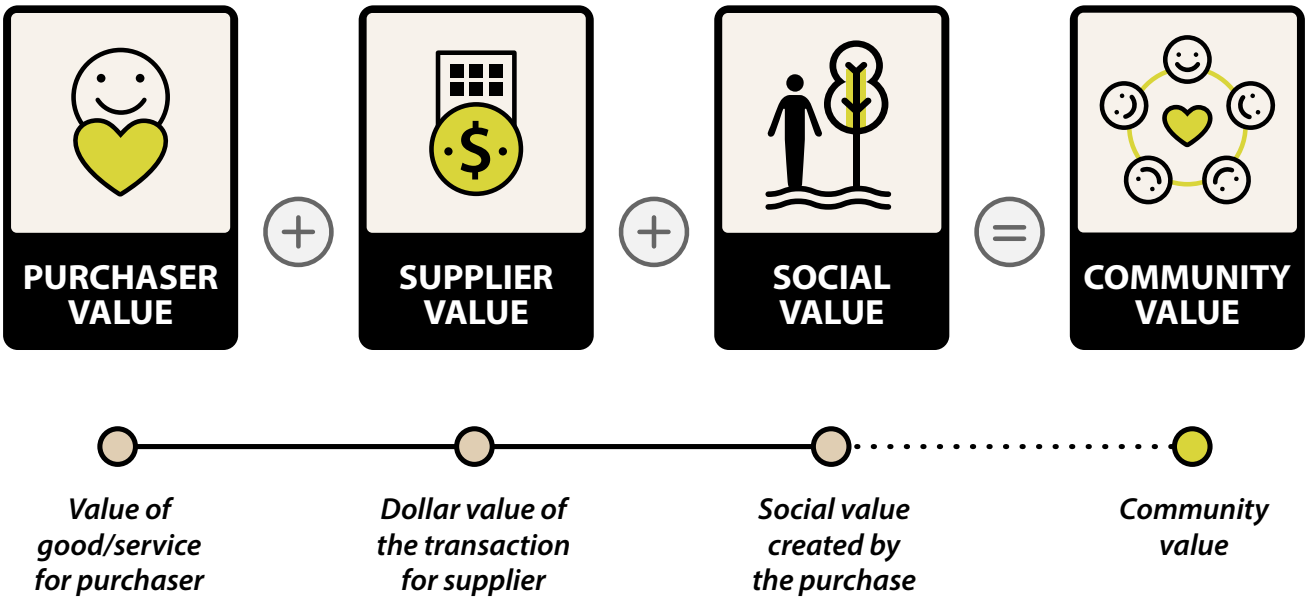 $
+
+
=
PURCHASER
VALUE
SUPPLIER
VALUE
SOCIAL
VALUE
COMMUNITY
VALUE
Value of
good/service
for purchaser
Dollar value of
the transaction
for supplier
Social value
created by
the purchase
Community
value